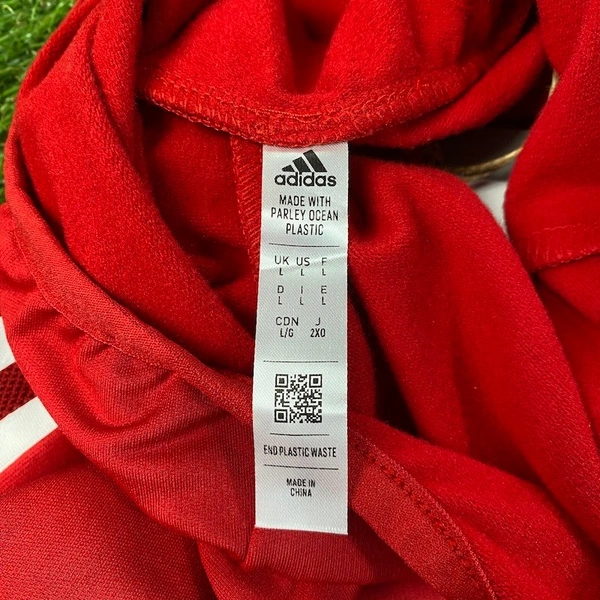 adidas
MADE WITH
PARLEY OCEAN
PLASTIC
UK US F
L L L
D I E
L L L
CDN J
L/G 2XO
END PLASTIC WASTE
MADE IN
CHINA